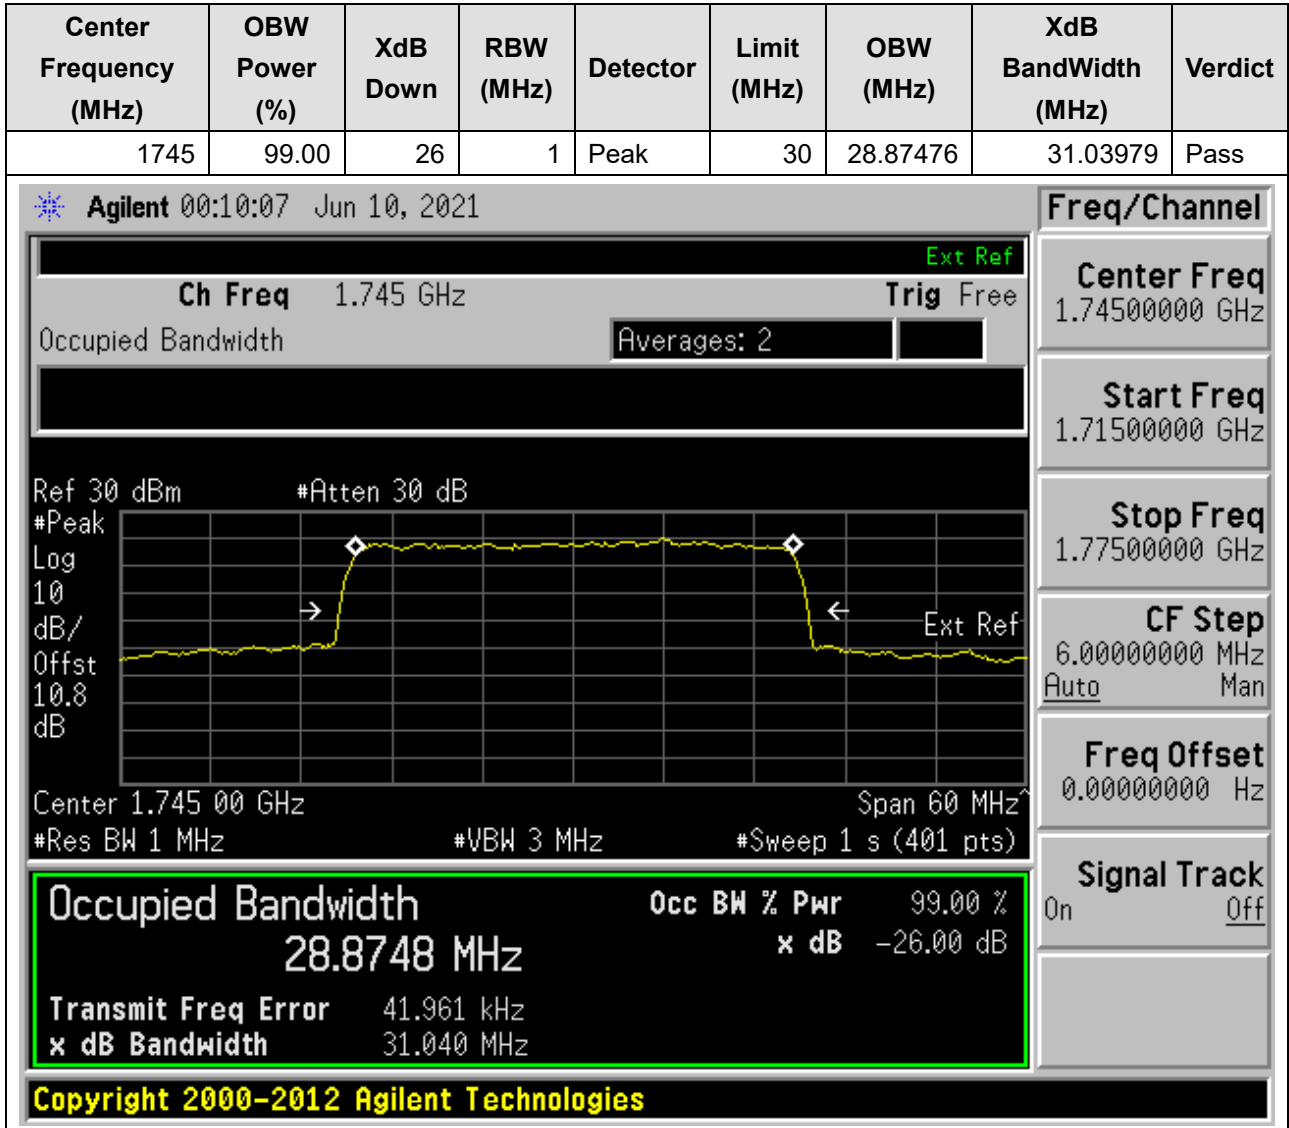 Center Frequency (MHz) OBW Power (%) XdB Down RBW (MHz) Detector Limit (MHz) OBW (MHz) XdB BandWidth (MHz) Verdict
1745 99.00 26 1 Peak 30 28.87476 31.03979 Pass
Agilent 00:10:07 Jun 10, 2021
Freq/Channel
Ext Ref
Ch Freq 1.745 GHz Trig Free
Occupied Bandwidth Averages: 2
Center Freq
1.74500000 GHz
Start Freq
1.71500000 GHz
Stop Freq
1.77500000 GHz
CF Step
6.00000000 MHz
Auto Man
Freq Offset
0.00000000 Hz
Signal Track
On Off
Ref 30 dBm #Atten 30 dB
#Peak
Log
10
dB/
Offst
10.8
dB
Ext Ref
Center 1.745 00 GHz Span 60 MHz^
#Res BW 1 MHz #VBW 3 MHz #Sweep 1 s (401 pts)
Occupied Bandwidth
28.8748 MHz
Occ BW % Pwr 99.00 %
x dB -26.00 dB
Transmit Freq Error 41.961 kHz
x dB Bandwidth 31.040 MHz
Copyright 2000-2012 Agilent Technologies